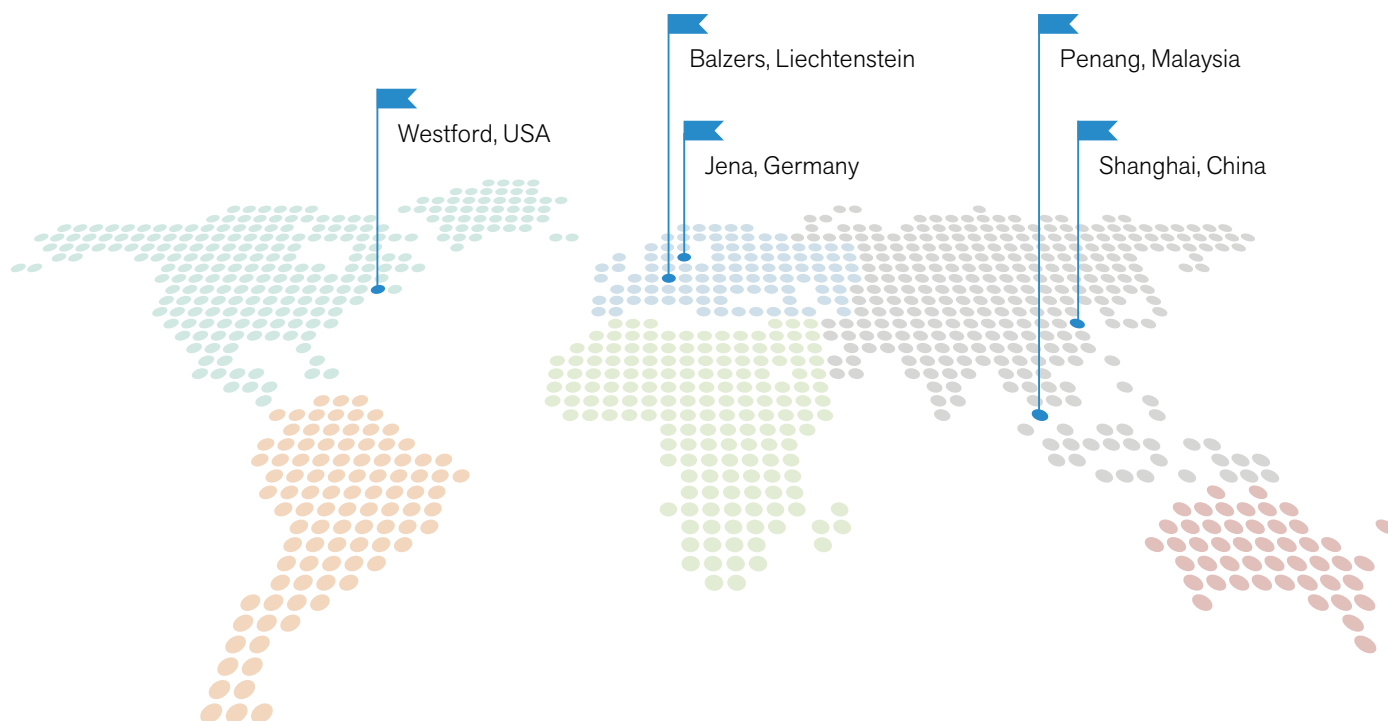 Balzers, Liechtenstein
Penang, Malaysia
Westford, USA
Jena, Germany
Shanghai, China